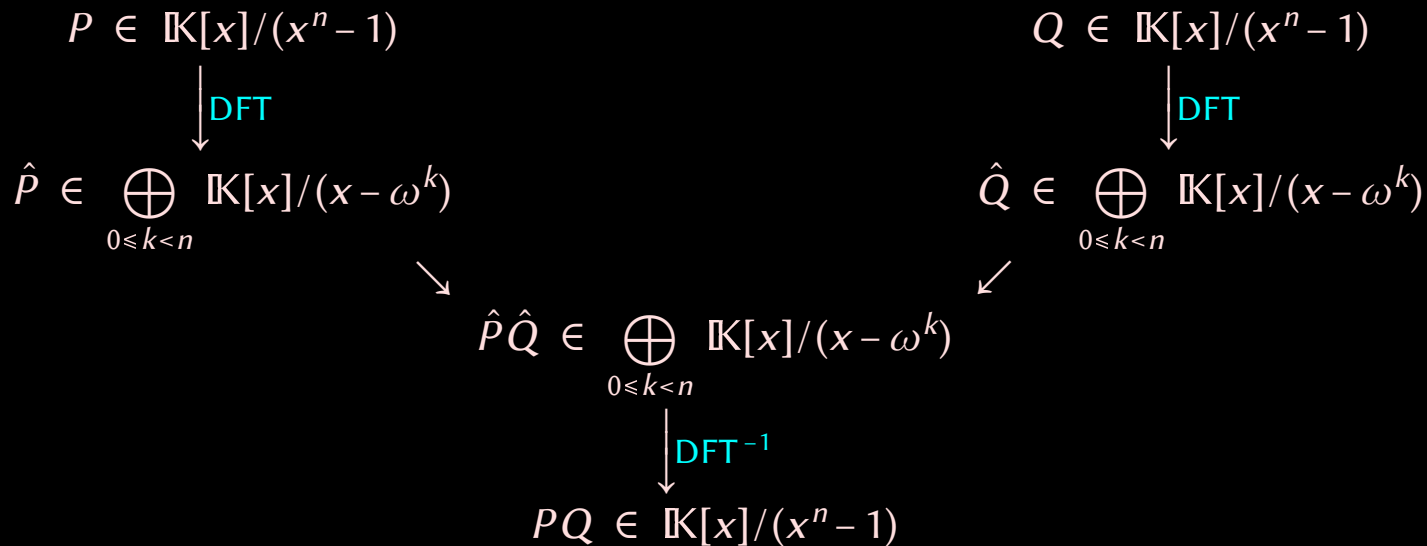 P ∈ 𝕂[x]/(xⁿ – 1) Q ∈ 𝕂[x]/(xⁿ – 1)
DFT DFT
P̂ ∈ ⨁ 𝕂[x]/(x – ωᵏ) Q̂ ∈ ⨁ 𝕂[x]/(x – ωᵏ)
0⩽k<n 0⩽k<n
P̂Q̂ ∈ ⨁ 𝕂[x]/(x – ωᵏ)
0⩽k<n
DFT⁻¹
PQ ∈ 𝕂[x]/(xⁿ – 1)